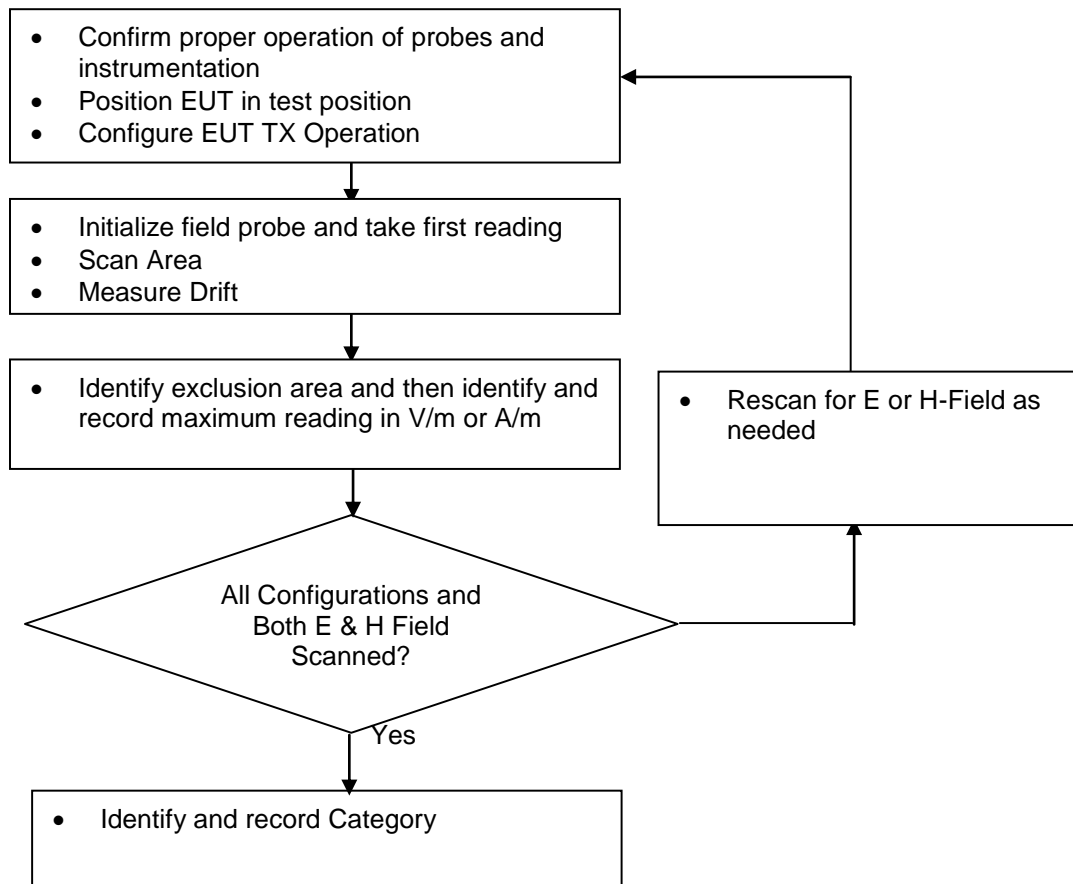 • Confirm proper operation of probes and
instrumentation
• Position EUT in test position
• Configure EUT TX Operation
• Initialize field probe and take first reading
• Scan Area
• Measure Drift
• Identify exclusion area and then identify and
record maximum reading in V/m or A/m
• Rescan for E or H-Field as
needed
All Configurations and
Both E & H Field
Scanned?
Yes
• Identify and record Category